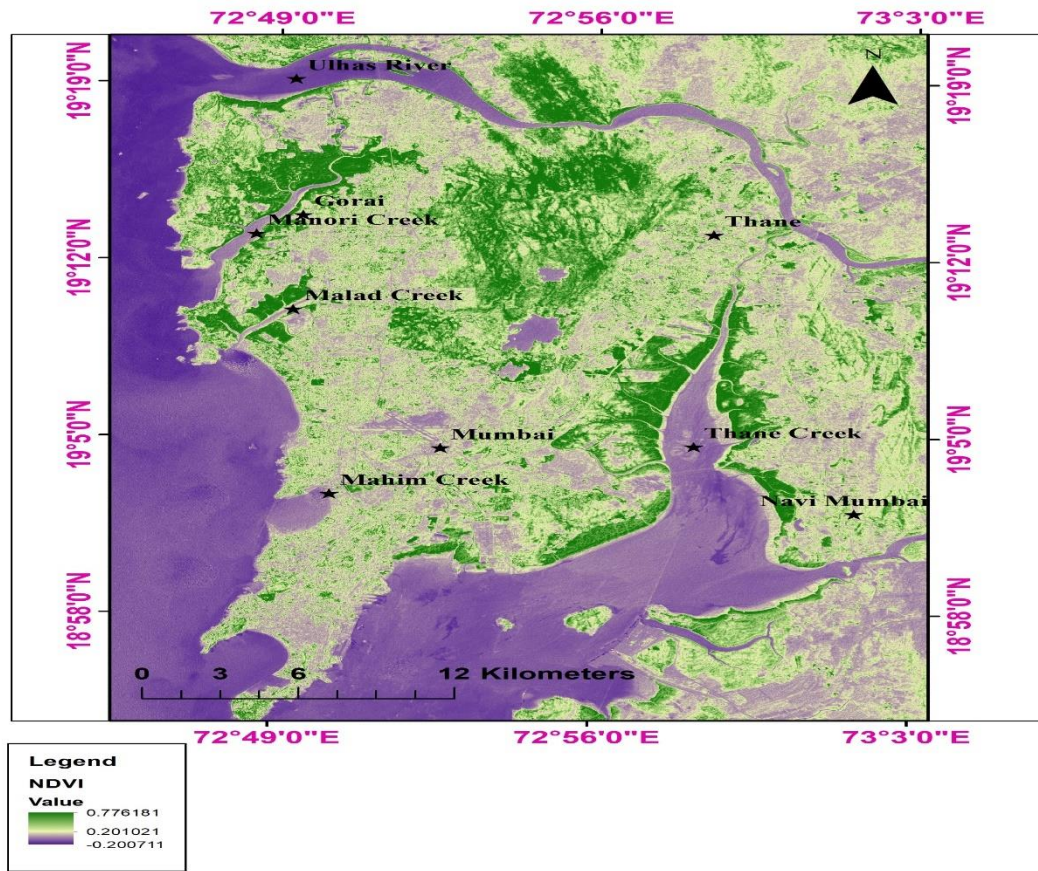 72°49'0"E 72°56'0"E 73°3'0"E
19°19'0"N
19°12'0"N
19°5'0"N
18°58'0"N
N
Ulhas River
Gorai
Manori Creek
Thane
Malad Creek
Mumbai
Thane Creek
Mahim Creek
Navi Mumbai
0 3 6 12 Kilometers
19°19'0"N
19°12'0"N
19°5'0"N
18°58'0"N
72°49'0"E 72°56'0"E 73°3'0"E
Legend
NDVI
Value
0.776181
0.201021
-0.200711